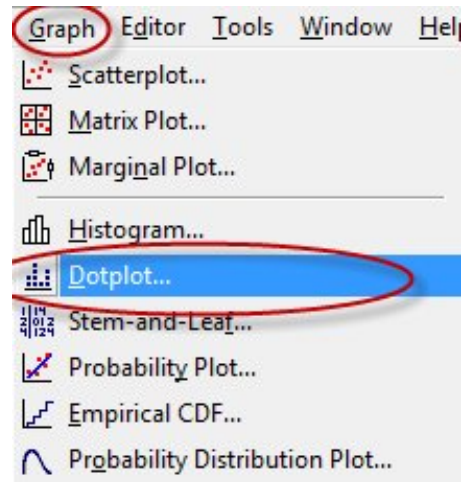 Graph Editor Tools Window
Scatterplot...
Matrix Plot...
Marginal Plot...
Histogram...
Dotplot...
Stem-and-Leaf...
Probability Plot...
Empirical CDF...
Probability Distribution Plot...